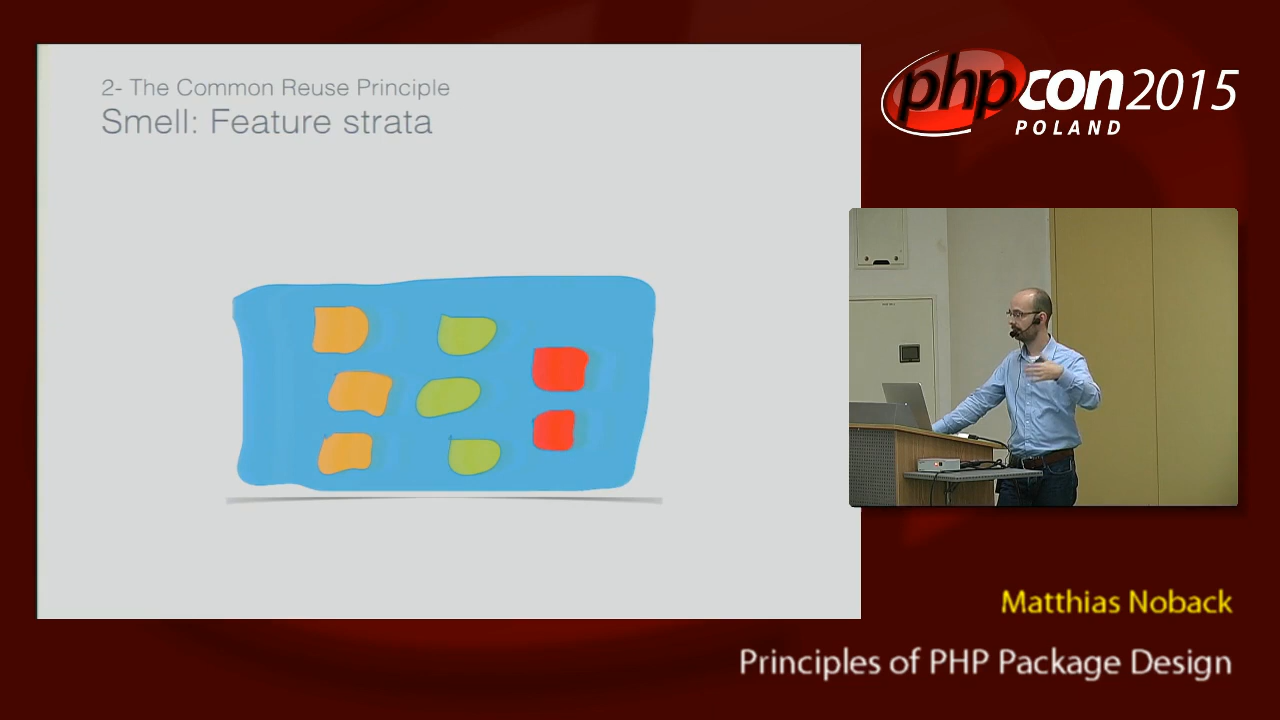 2- The Common Reuse Principle
Smell: Feature strata
phpcon2015
POLAND
Matthias Noback
Principles of PHP Package Design